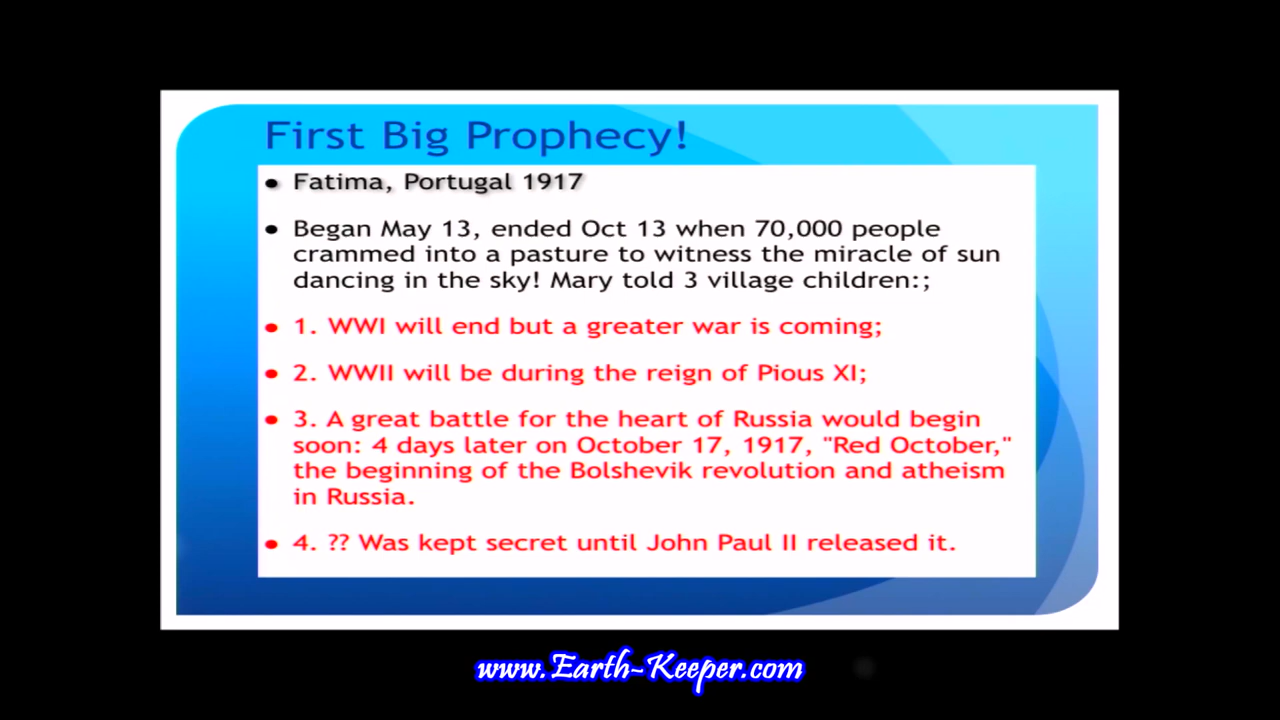 First Big Prophecy!
• Fatima, Portugal 1917
• Began May 13, ended Oct 13 when 70,000 people
crammed into a pasture to witness the miracle of sun
dancing in the sky! Mary told 3 village children:;
• 1. WWI will end but a greater war is coming;
• 2. WWII will be during the reign of Pious XI;
• 3. A great battle for the heart of Russia would begin
soon: 4 days later on October 17, 1917, "Red October,"
the beginning of the Bolshevik revolution and atheism
in Russia.
• 4. ?? Was kept secret until John Paul II released it.
www.Earth-Keeper.com